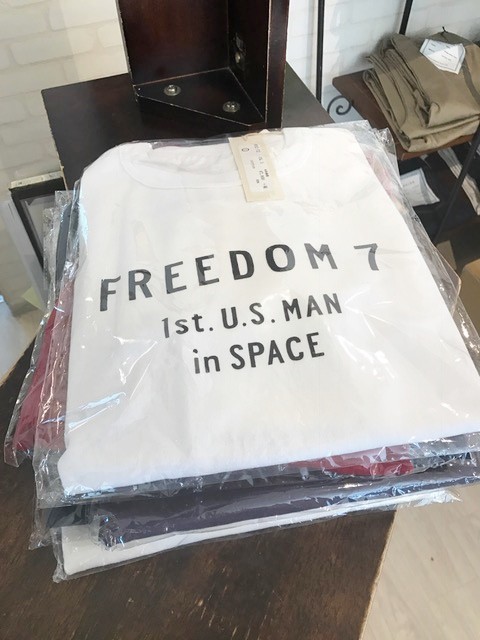 FREEDOM 7
1st. U.S. MAN
in SPACE